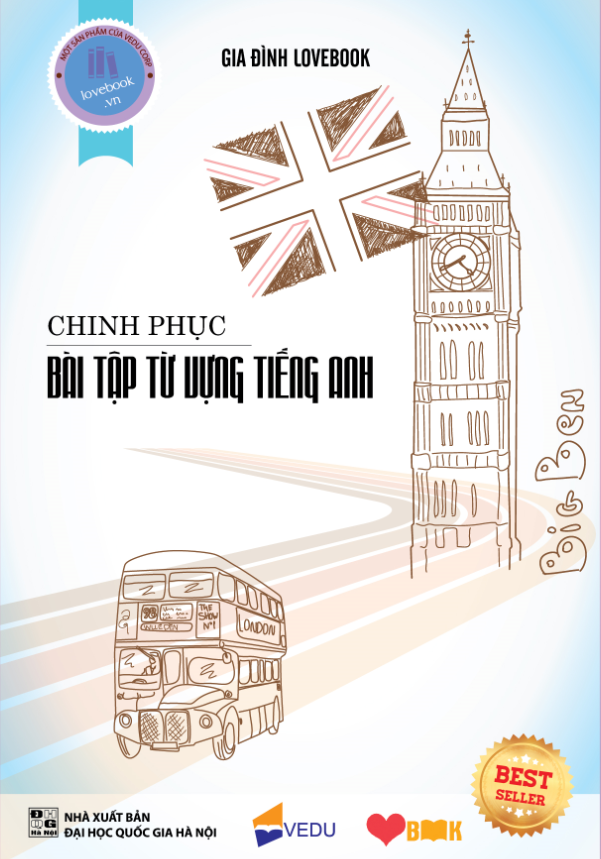 MỘT SẢN PHẨM CỦA VEDU CORP
lovebook
.vn
GIA ĐÌNH LOVEBOOK
CHINH PHỤC
BÀI TẬP TỪ VỰNG TIẾNG ANH
BIG BEN
THE
SHOW
Nº1
LONDON
BEST
SELLER
NHÀ XUẤT BẢN
ĐẠI HỌC QUỐC GIA HÀ NỘI
Hà Nội
VEDU
BOOK